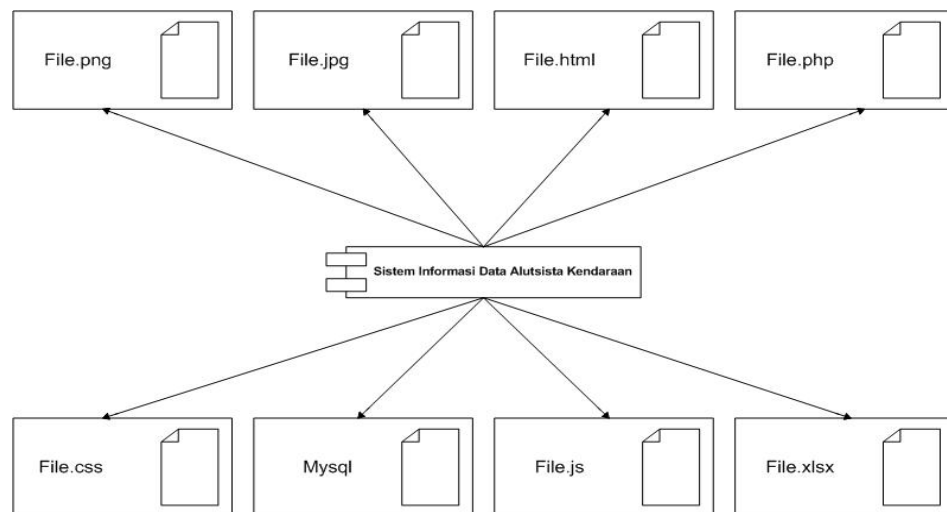 File.png
File.jpg
File.html
File.php
Sistem Informasi Data Alutsista Kendaraan
File.css
Mysql
File.js
File.xlsx